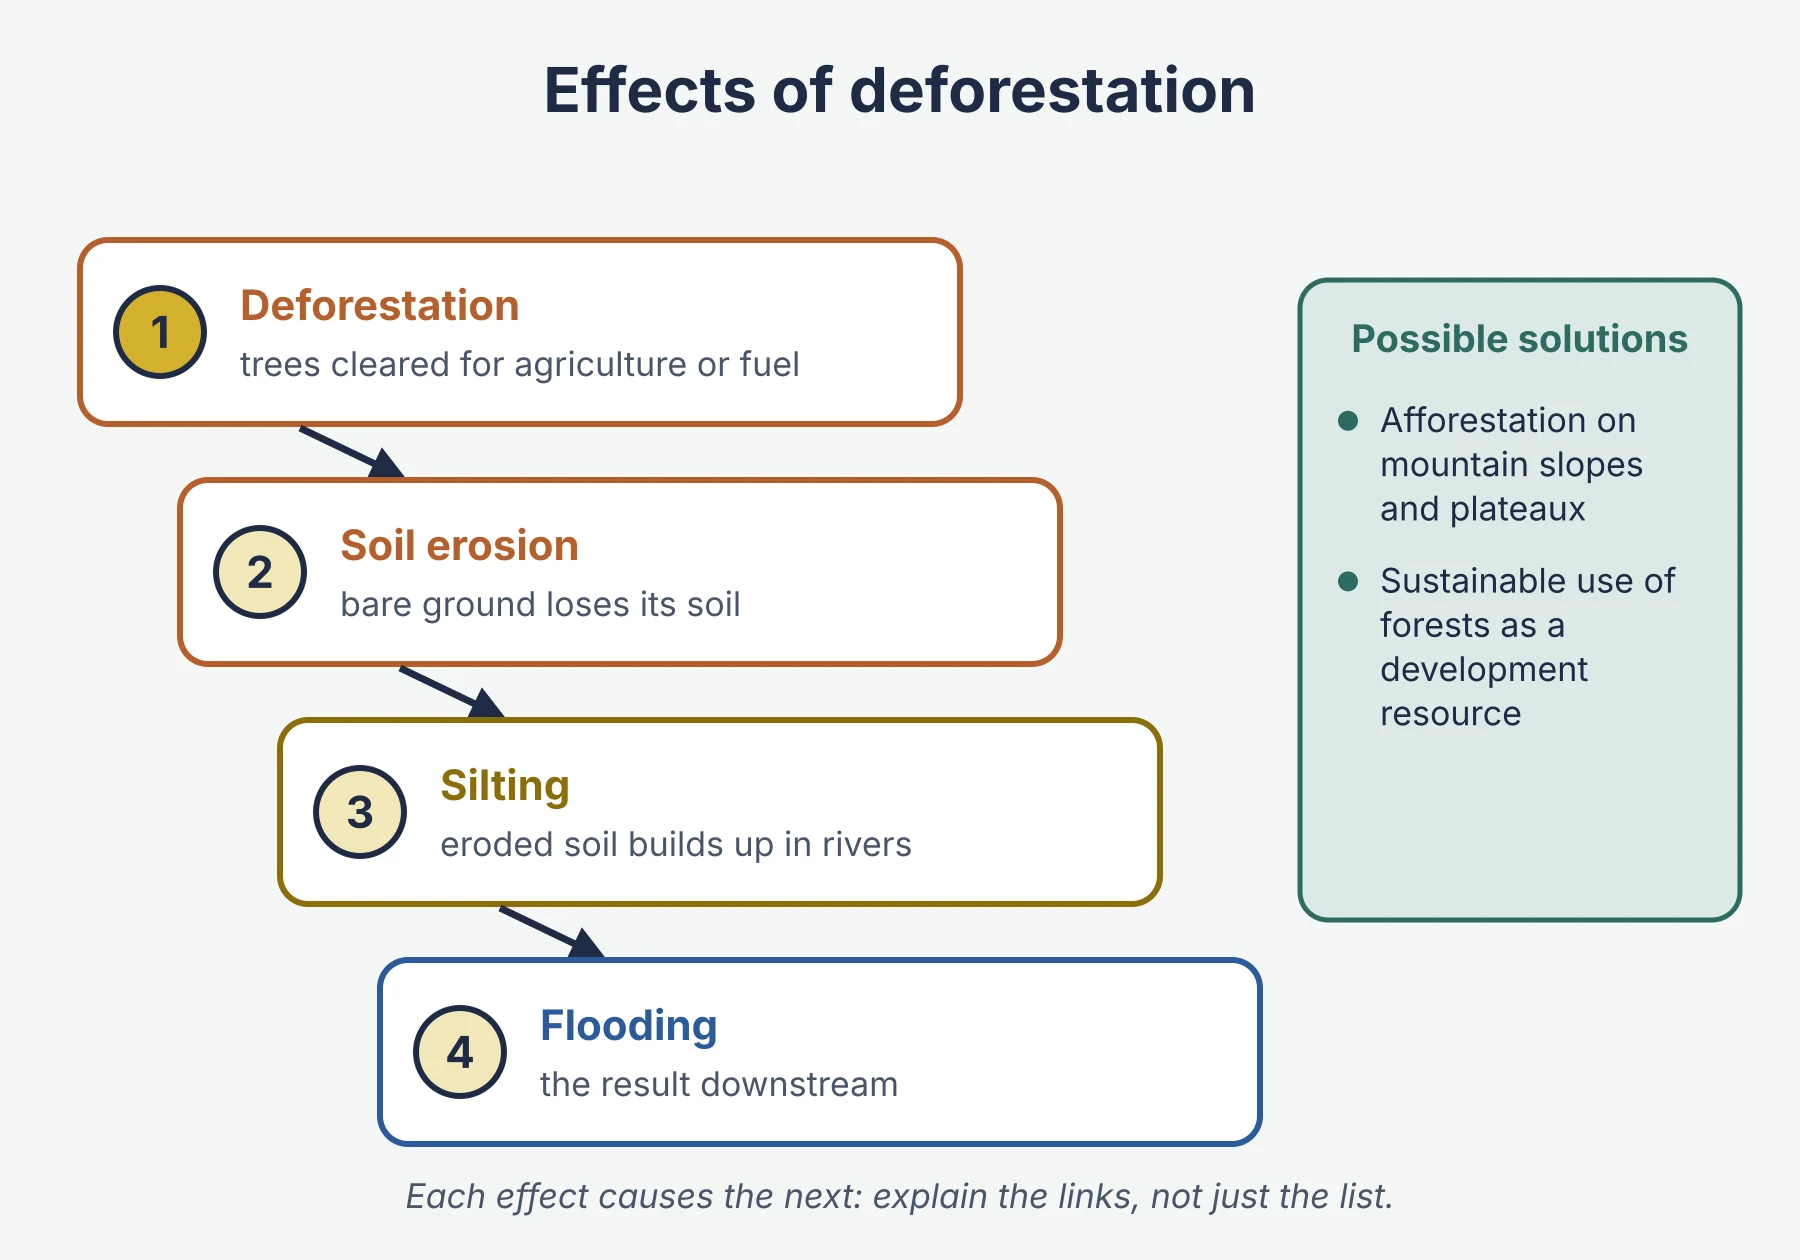 Effects of deforestation
1
Deforestation
trees cleared for agriculture or fuel
2
Soil erosion
bare ground loses its soil
3
Silting
eroded soil builds up in rivers
4
Flooding
the result downstream
Possible solutions
Afforestation on
mountain slopes
and plateaux
Sustainable use of
forests as a
development
resource
Each effect causes the next: explain the links, not just the list.